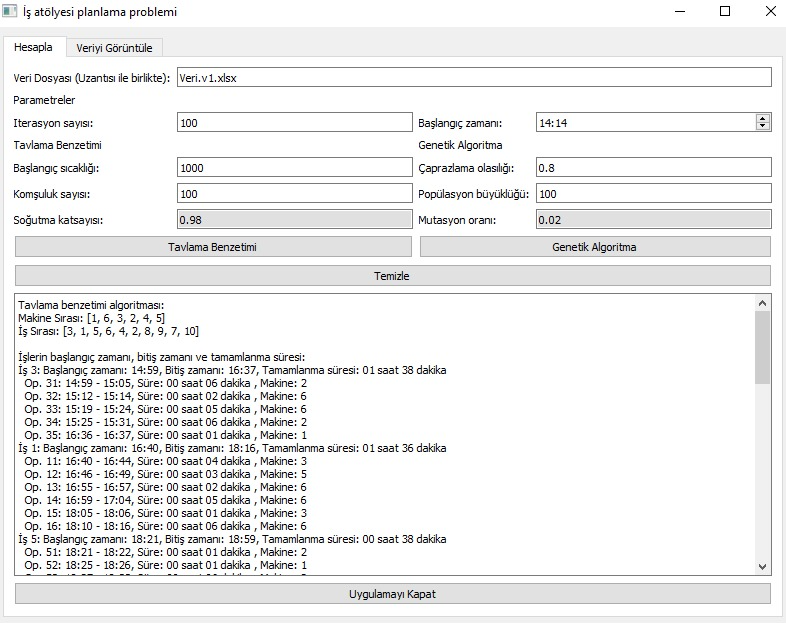 İş atölyesi planlama problemi
Hesapla
Veriyi Görüntüle
Veri Dosyası (Uzantısı ile birlikte): Veri.v1.xlsx
Parametreler
Iterasyon sayısı: 100
Başlangıç zamanı: 14:14
Tavlama Benzetimi
Genetik Algoritma
Başlangıç sıcaklığı: 1000
Çaprazlama olasılığı: 0.8
Komşuluk sayısı: 100
Popülasyon büyüklüğü: 100
Soğutma katsayısı: 0.98
Mutasyon oranı: 0.02
Tavlama Benzetimi
Genetik Algoritma
Temizle
Tavlama benzetimi algoritması:
Makine Sırası: [1, 6, 3, 2, 4, 5]
İş Sırası: [3, 1, 5, 6, 4, 2, 8, 9, 7, 10]
İşlerin başlangıç zamanı, bitiş zamanı ve tamamlanma süresi:
İş 3: Başlangıç zamanı: 14:59, Bitiş zamanı: 16:37, Tamamlanma süresi: 01 saat 38 dakika
Op. 31: 14:59 - 15:05, Süre: 00 saat 06 dakika , Makine: 2
Op. 32: 15:12 - 15:14, Süre: 00 saat 02 dakika , Makine: 6
Op. 33: 15:19 - 15:24, Süre: 00 saat 05 dakika , Makine: 6
Op. 34: 15:25 - 15:31, Süre: 00 saat 06 dakika , Makine: 2
Op. 35: 16:36 - 16:37, Süre: 00 saat 01 dakika , Makine: 1
İş 1: Başlangıç zamanı: 16:40, Bitiş zamanı: 18:16, Tamamlanma süresi: 01 saat 36 dakika
Op. 11: 16:40 - 16:44, Süre: 00 saat 04 dakika , Makine: 3
Op. 12: 16:46 - 16:49, Süre: 00 saat 03 dakika , Makine: 5
Op. 13: 16:55 - 16:57, Süre: 00 saat 02 dakika , Makine: 6
Op. 14: 16:59 - 17:04, Süre: 00 saat 05 dakika , Makine: 6
Op. 15: 18:05 - 18:06, Süre: 00 saat 01 dakika , Makine: 3
Op. 16: 18:10 - 18:16, Süre: 00 saat 06 dakika , Makine: 6
İş 5: Başlangıç zamanı: 18:21, Bitiş zamanı: 18:59, Tamamlanma süresi: 00 saat 38 dakika
Op. 51: 18:21 - 18:22, Süre: 00 saat 01 dakika , Makine: 2
Op. 52: 18:25 - 18:26, Süre: 00 saat 01 dakika , Makine: 1
Uygulamayı Kapat